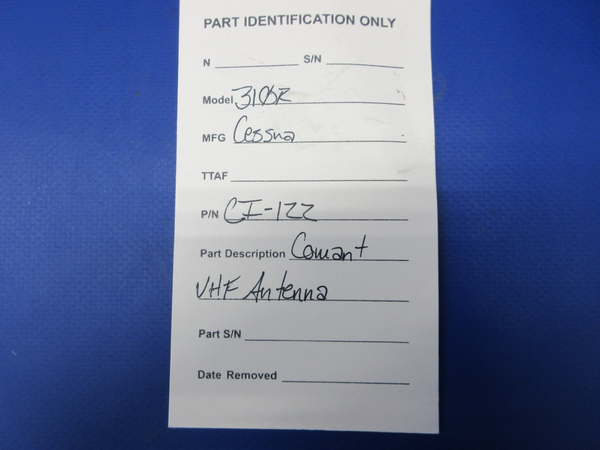 PART IDENTIFICATION ONLY
N S/N
Model 310R
MFG Cessna
TTAF
P/N CI-122
Part Description Comant
VHF Antenna
Part S/N
Date Removed